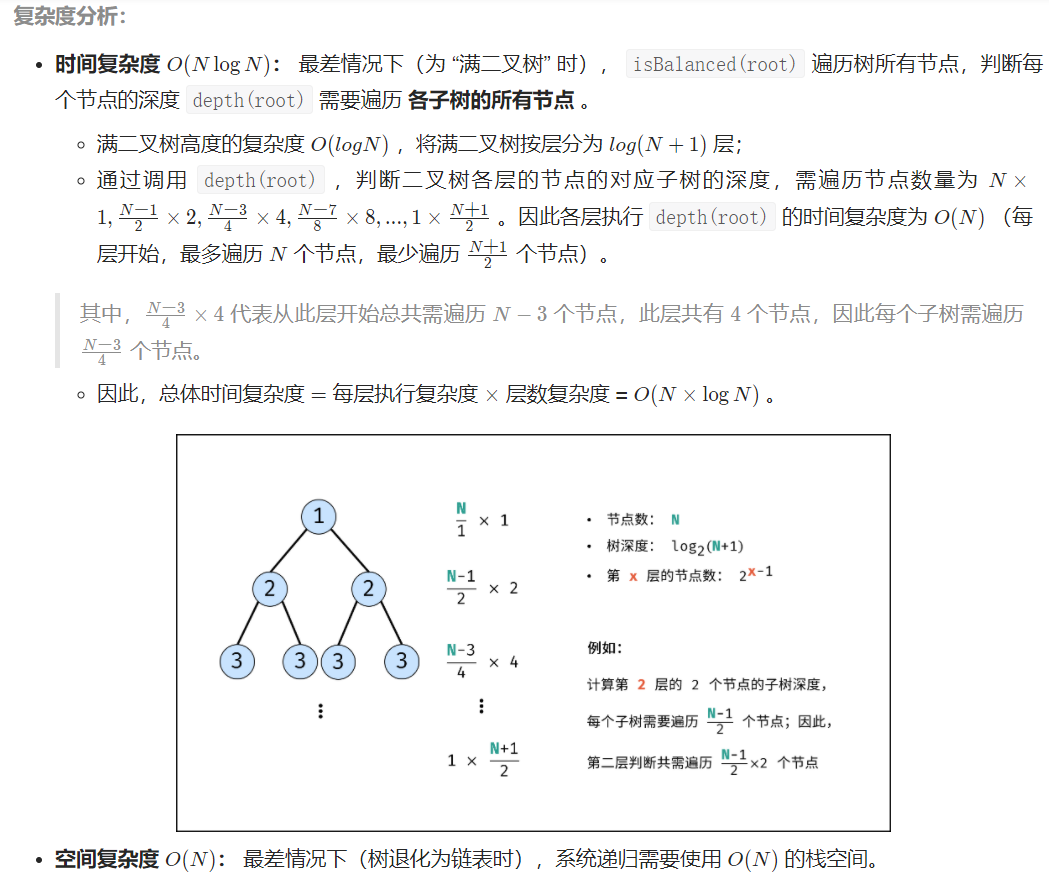 复杂度分析：
• 时间复杂度 O(N log N)： 最差情况下（为 “满二叉树” 时）， isBalanced(root) 遍历树所有节点，判断每
个节点的深度 depth(root) 需要遍历 各子树的所有节点 。
◦ 满二叉树高度的复杂度 O(logN) ，将满二叉树按层分为 log(N + 1) 层；
◦ 通过调用 depth(root) ，判断二叉树各层的节点的对应子树的深度，需遍历节点数量为 N ×
1, \frac{N-1}{2} × 2, \frac{N-3}{4} × 4, \frac{N-7}{8} × 8, ..., 1 × \frac{N+1}{2} 。因此各层执行 depth(root) 的时间复杂度为 O(N) （每
层开始，最多遍历 N 个节点，最少遍历 \frac{N+1}{2} 个节点）。
其中，\frac{N-3}{4} × 4 代表从此层开始总共需遍历 N − 3 个节点，此层共有 4 个节点，因此每个子树需遍历
\frac{N-3}{4} 个节点。
◦ 因此，总体时间复杂度 = 每层执行复杂度 × 层数复杂度 = O(N × log N) 。
1
2 2
3 3 3 3
⋮
\frac{N}{1} × 1
\frac{N-1}{2} × 2
\frac{N-3}{4} × 4
⋮
1 × \frac{N+1}{2}
• 节点数： N
• 树深度： log₂(N+1)
• 第 x 层的节点数： 2^{x-1}
例如：
计算第 2 层的 2 个节点的子树深度，
每个子树需要遍历 \frac{N-1}{2} 个节点；因此，
第二层判断共需遍历 \frac{N-1}{2}×2 个节点
• 空间复杂度 O(N)： 最差情况下（树退化为链表时），系统递归需要使用 O(N) 的栈空间。